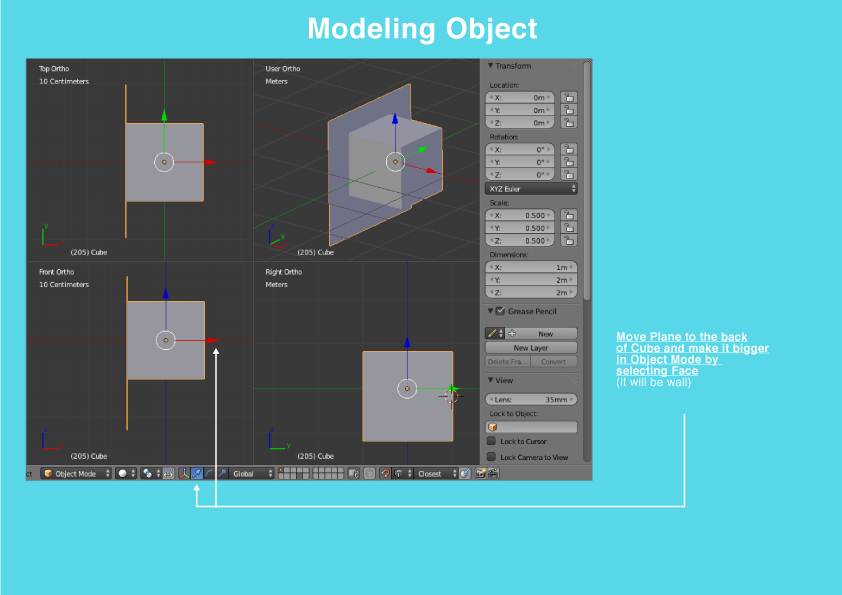 Modeling Object
Top Ortho
10 Centimeters
(205) Cube
User Ortho
Meters
(205) Cube
Front Ortho
10 Centimeters
(205) Cube
Right Ortho
Meters
(205) Cube
Transform
Location:
X: 0m
Y: 0m
Z: 0m
Rotation:
X: 0°
Y: 0°
Z: 0°
XYZ Euler
Scale:
X: 0.500
Y: 0.500
Z: 0.500
Dimensions:
X: 1m
Y: 2m
Z: 2m
Grease Pencil
New
New Layer
Delete Fra... Convert
View
Lens: 35mm
Lock to Object:
Lock to Cursor
Lock Camera to View
ct Object Mode Global Closest
Move Plane to the back
of Cube and make it bigger
in Object Mode by
selecting Face
(it will be wall)
z
y
x